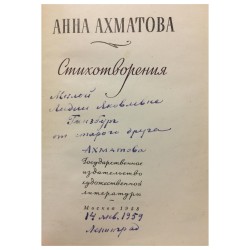 АННА АХМАТОВА
Стихотворения
Милой
Лидии Яковлевне
Гинзбург
от старого друга
Ахматова
Государственное
издательство
художественной
литературы
Москва 1958
14 янв. 1959
Ленинград